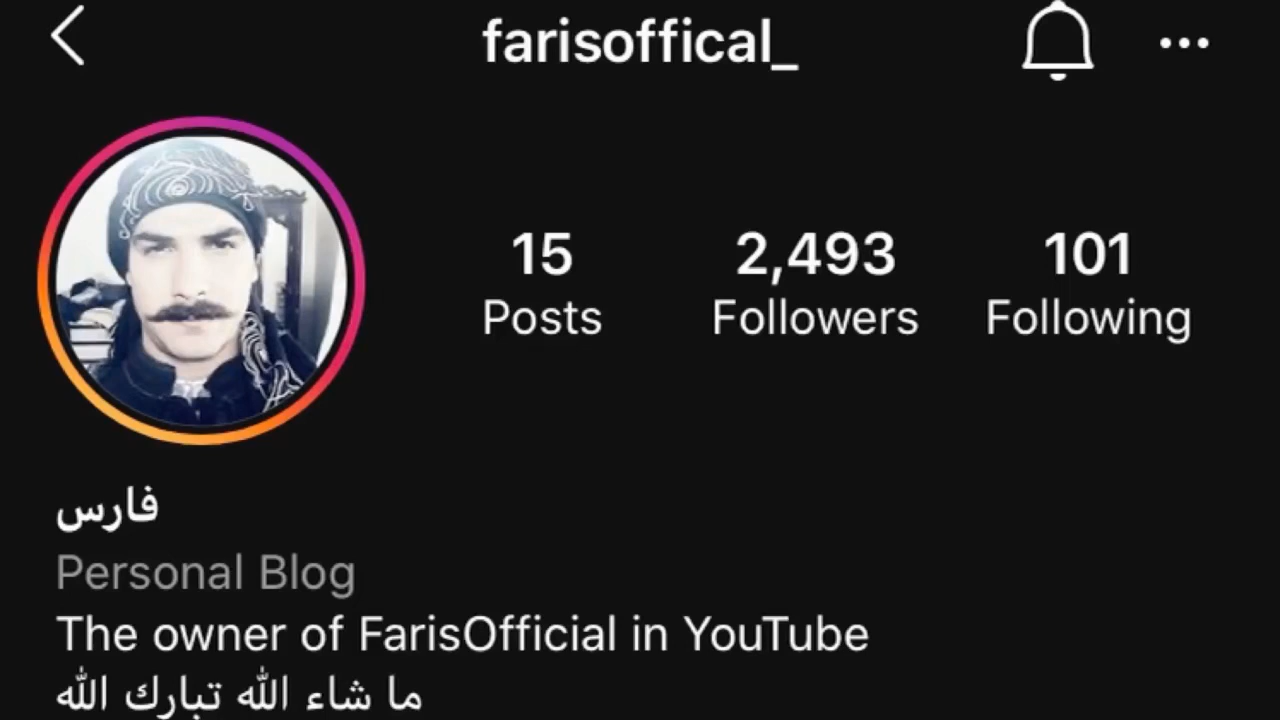 farisoffical_
15 2,493 101
Posts Followers Following
فارس
Personal Blog
The owner of FarisOfficial in YouTube
ما شاء الله تبارك الله